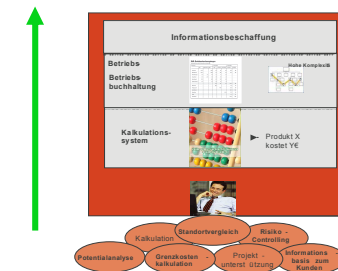 Informationsbeschaffung
Betriebs-
Hohe Komplexität
Betriebs-
buchhaltung
Kalkulations-
system
Produkt X
kostet Y€
Standortvergleich
Kalkulation
Risiko -
Controlling
Potentialanalyse
Grenzkosten -
kalkulation
Projekt -
unterst ützung
Informations -
basis zum
Kunden